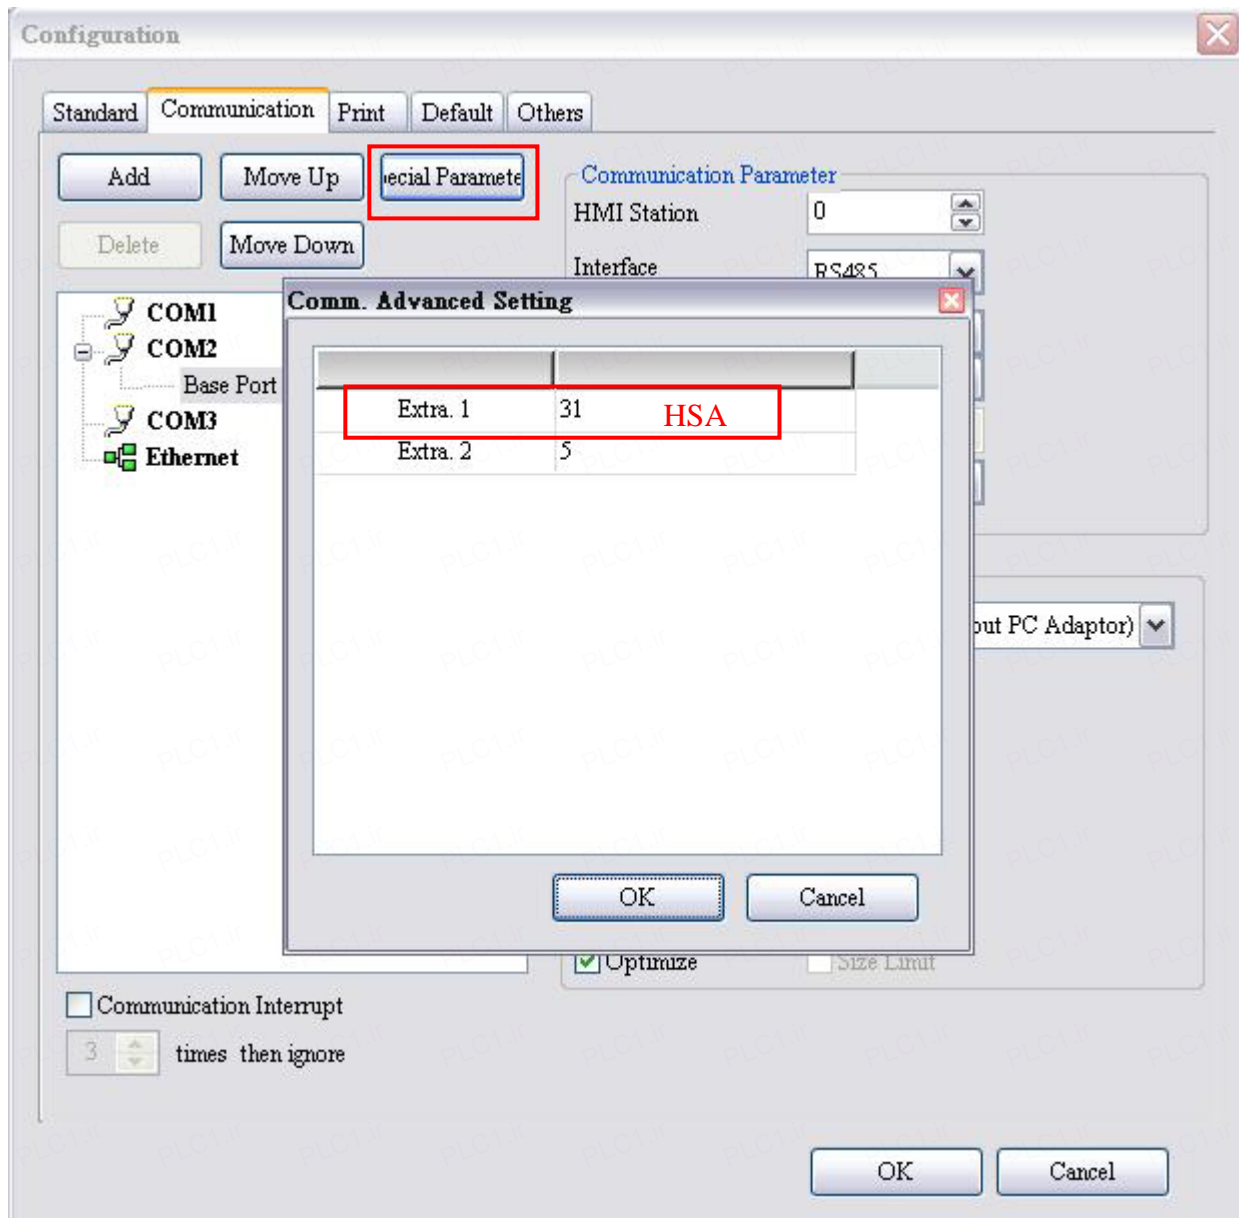 Configuration
Standard Communication Print Default Others
Add Move Up ecial Paramete
Delete Move Down
Communication Parameter
HMI Station 0
Interface RS485
COM1
COM2
Base Port
COM3
Ethernet
Comm. Advanced Setting
Extra. 1 31 HSA
Extra. 2 5
OK Cancel
out PC Adaptor)
Optimize Size Limit
Communication Interrupt
3 times then ignore
OK Cancel